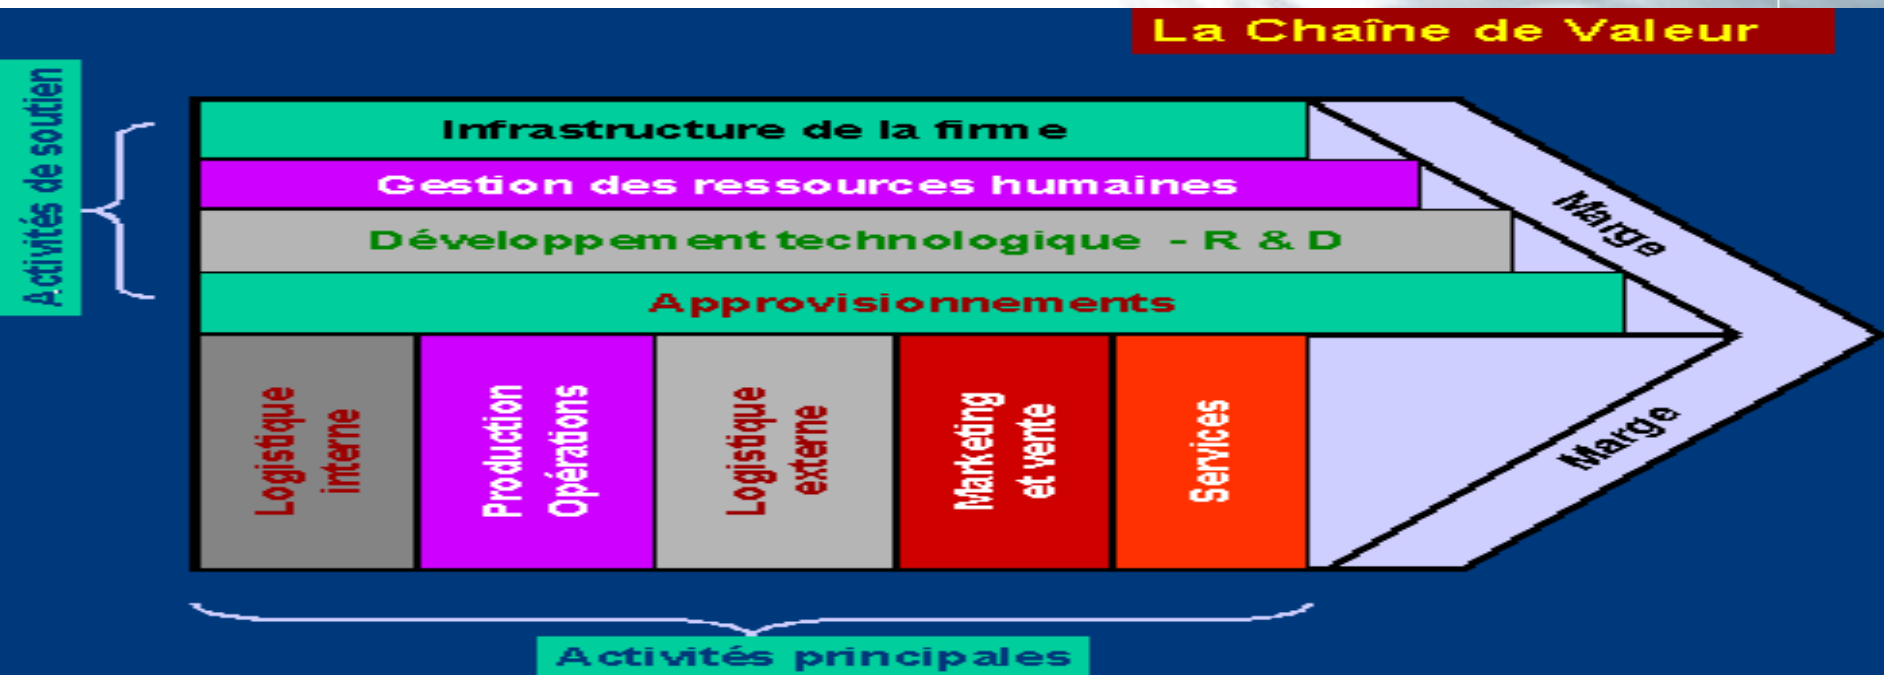 La Chaîne de Valeur
Activités de soutien
Infrastructure de la firme
Gestion des ressources humaines
Développement technologique - R & D
Approvisionnements
Marge
Logistique
interne
Production
Opérations
Logistique
externe
Marketing
et vente
Services
Marge
Activités principales